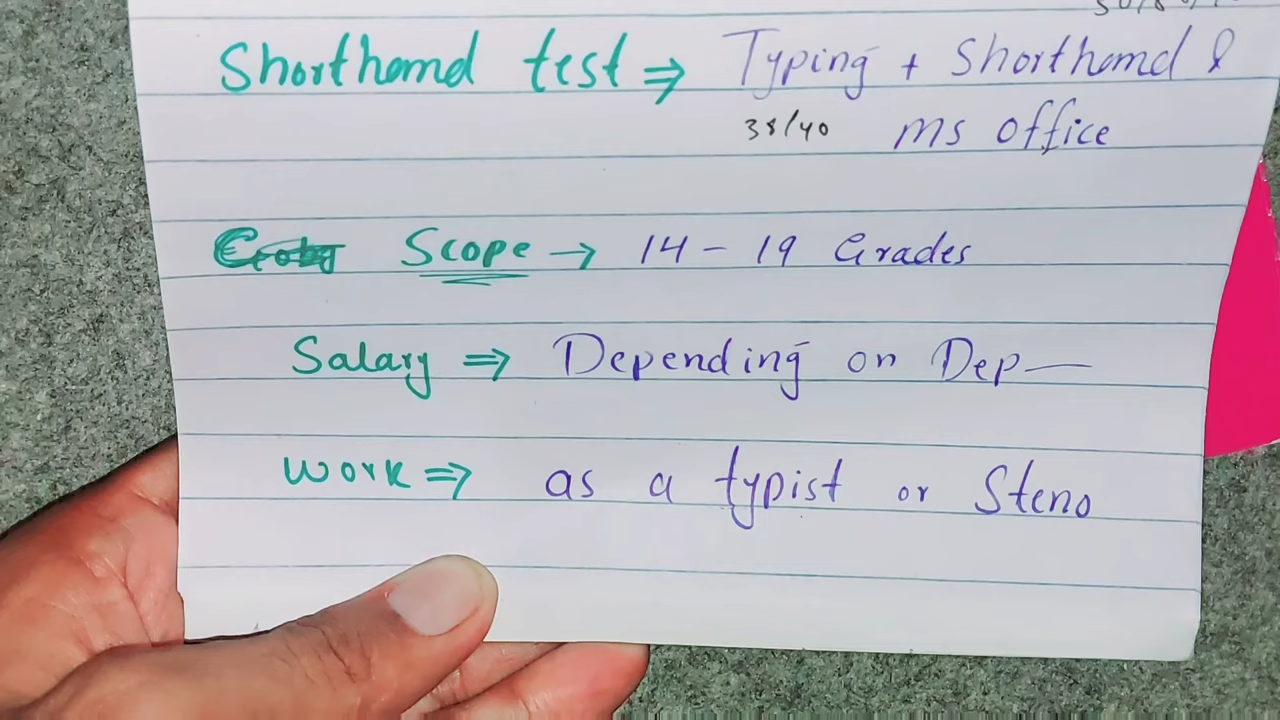 Shorthand test ⇒ Typing + Shorthand &
38/40 ms office
Scope → 14 - 19 Grades
Salary ⇒ Depending on Dep—
Work ⇒ as a typist or Steno